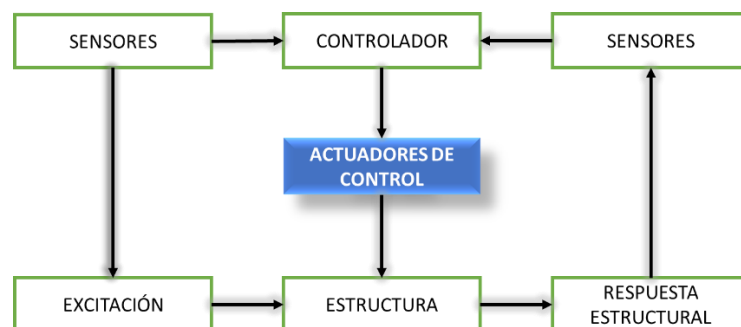 SENSORES
CONTROLADOR
SENSORES
ACTUADORES DE
CONTROL
EXCITACIÓN
ESTRUCTURA
RESPUESTA
ESTRUCTURAL